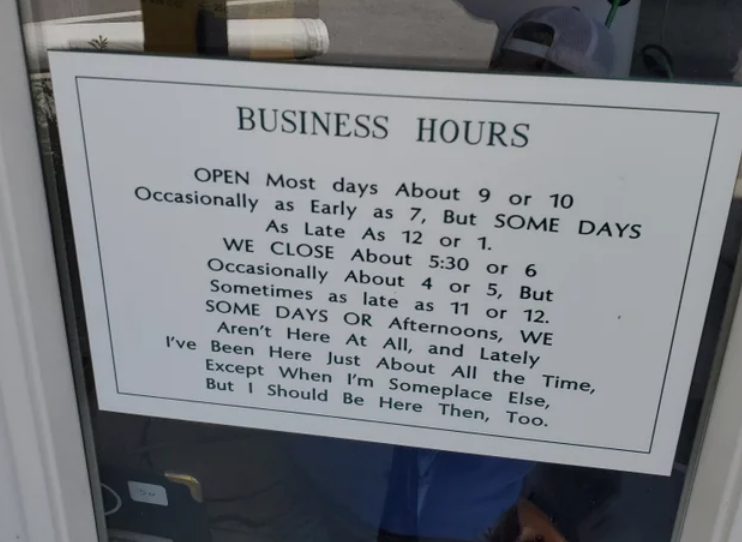 BUSINESS HOURS
OPEN Most days About 9 or 10
Occasionally as Early as 7, But SOME DAYS
As Late As 12 or 1.
WE CLOSE About 5:30 or 6
Occasionally About 4 or 5, But
Sometimes as late as 11 or 12.
SOME DAYS OR Afternoons, WE
Aren't Here At All, and Lately
I've Been Here Just About All the Time,
Except When I'm Someplace Else,
But I Should Be Here Then, Too.